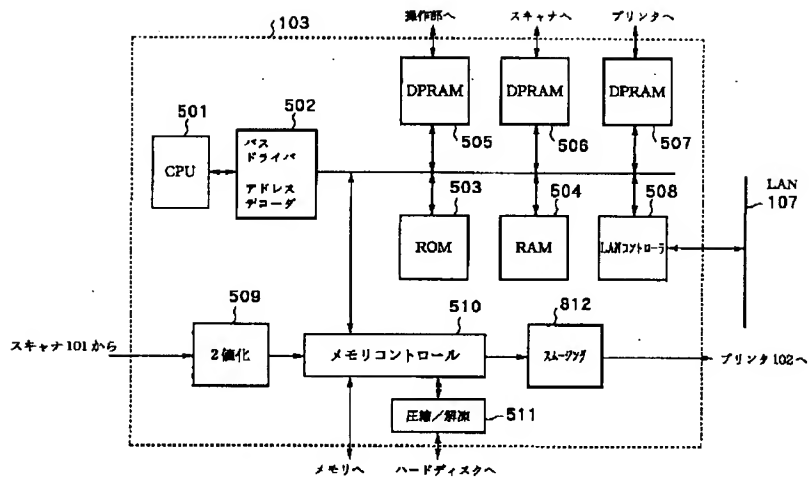 操作部へ
スキャナへ
プリンタへ
103
DPRAM
DPRAM
DPRAM
501
502
505
506
507
CPU
バス
ドライバ
アドレス
デコーダ
503
504
508
LAN
107
ROM
RAM
LANコントローラ
509
510
812
スキャナ101から
2値化
メモリコントロール
スムージング
プリンタ102へ
圧縮/解凍
511
メモリへ
ハードディスクへ